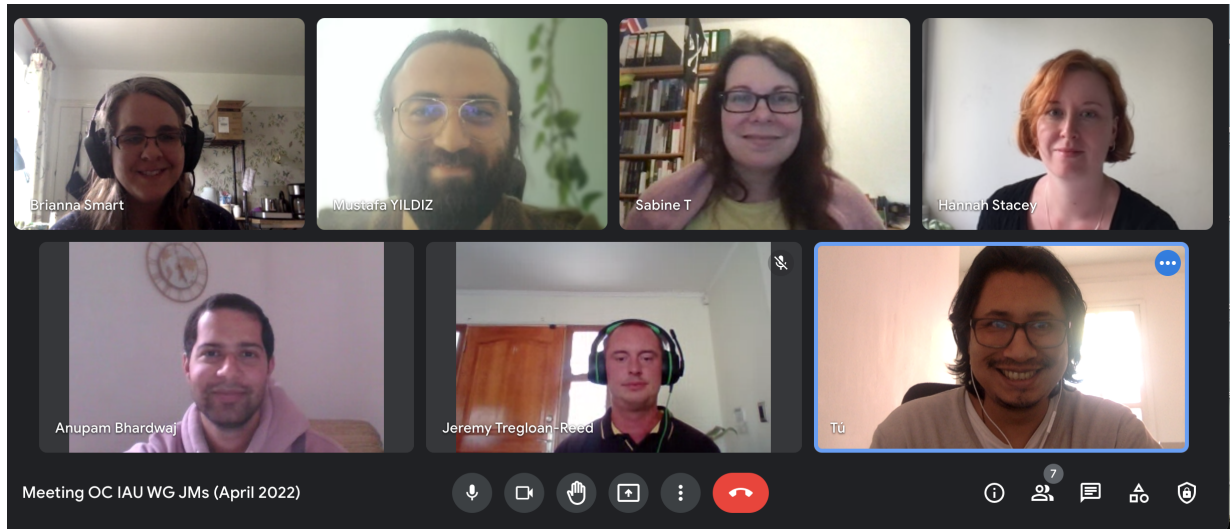 Brianna Smart
Mustafa YILDIZ
Sabine T
Hannah Stacey
Anupam Bhardwaj
Jeremy Tregloan-Reed
Tú
Meeting OC IAU WG JMs (April 2022)
7